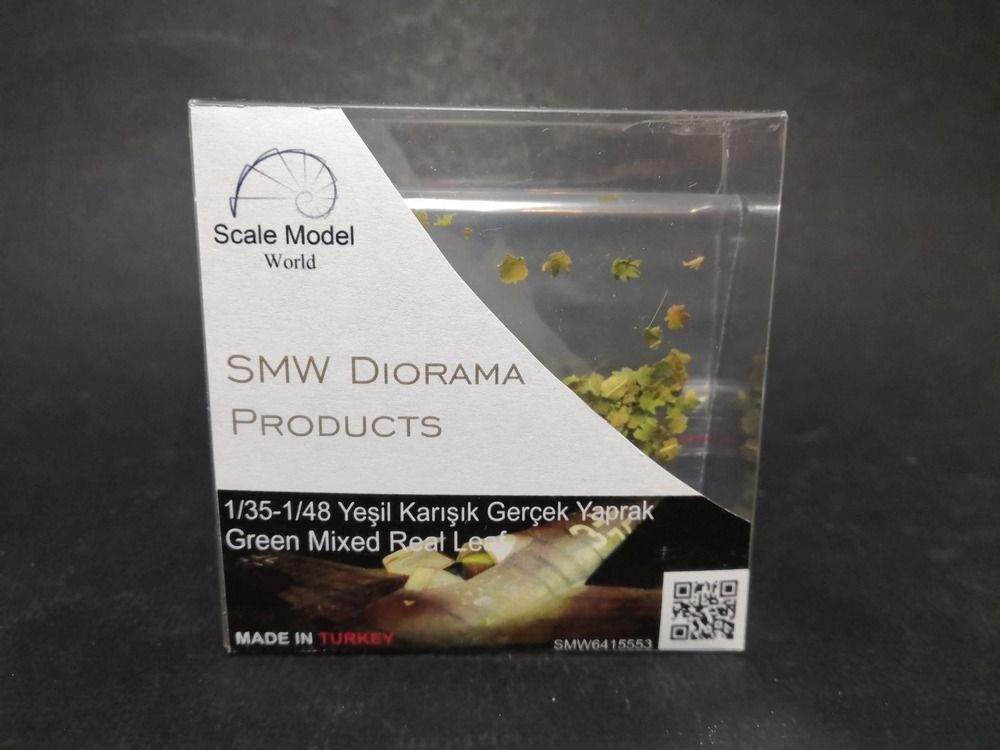 Scale Model
World
SMW DIORAMA
PRODUCTS
1/35-1/48 Yeşil Karışık Gerçek Yaprak
Green Mixed Real Leaf
MADE IN TURKEY
SMW6415553